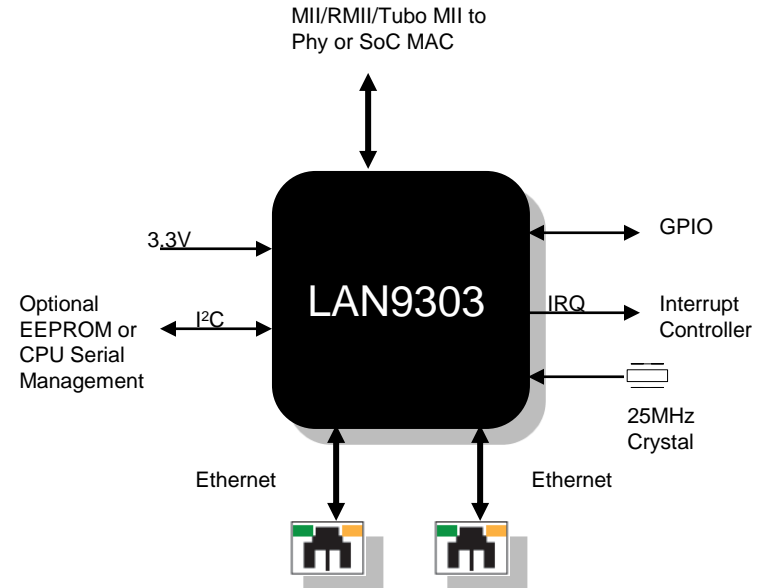 MII/RMII/Tubo MII to
Phy or SoC MAC
3.3V
GPIO
LAN9303
Optional
EEPROM or
CPU Serial
Management
I²C
IRQ
Interrupt
Controller
25MHz
Crystal
Ethernet
Ethernet